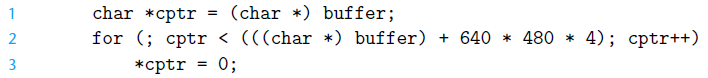 1 char *cptr = (char *) buffer;
2 for (; cptr < (((char *) buffer) + 640 * 480 * 4); cptr++)
3 *cptr = 0;